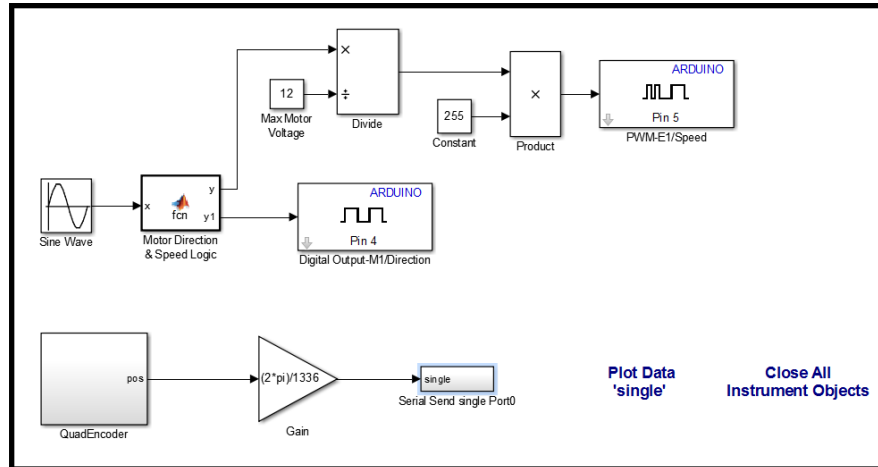 ×
÷
Divide
12
Max Motor
Voltage
255
Constant
×
Product
ARDUINO
Pin 5
PWM-E1/Speed
Sine Wave
x
fcn
y
y1
Motor Direction
& Speed Logic
ARDUINO
Pin 4
Digital Output-M1/Direction
pos
QuadEncoder
(2*pi)/1336
Gain
single
Serial Send single Port0
Plot Data
'single'
Close All
Instrument Objects